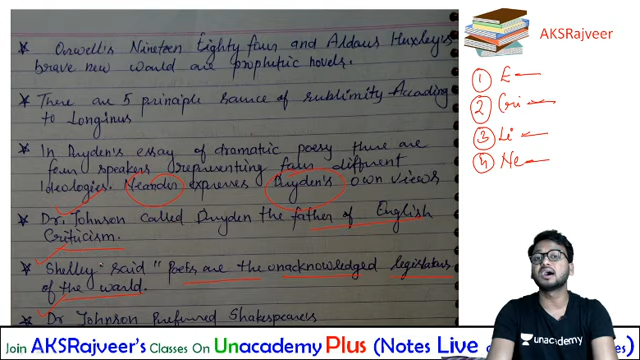 AKSRajveer
* Orwell's Nineteen Eighty four and Aldous Huxley's
brave new world are prophetic novels.
* There are 5 principle source of sublimity According
to Longinus
* In Dryden's essay of dramatic poesy there are
four speakers representing four different
Ideologies. Neander expresses Dryden's own views
* Dr. Johnson called Dryden the father of English
Criticism.
* Shelley said " Poets are the unacknowledged legislators
of the world.
* Dr Johnson Preferred Shakespeares
1 E
2 Cri
3 Li
4 Ne
unacademy
Join AKSRajveer's Classes On Unacademy Plus (Notes Live